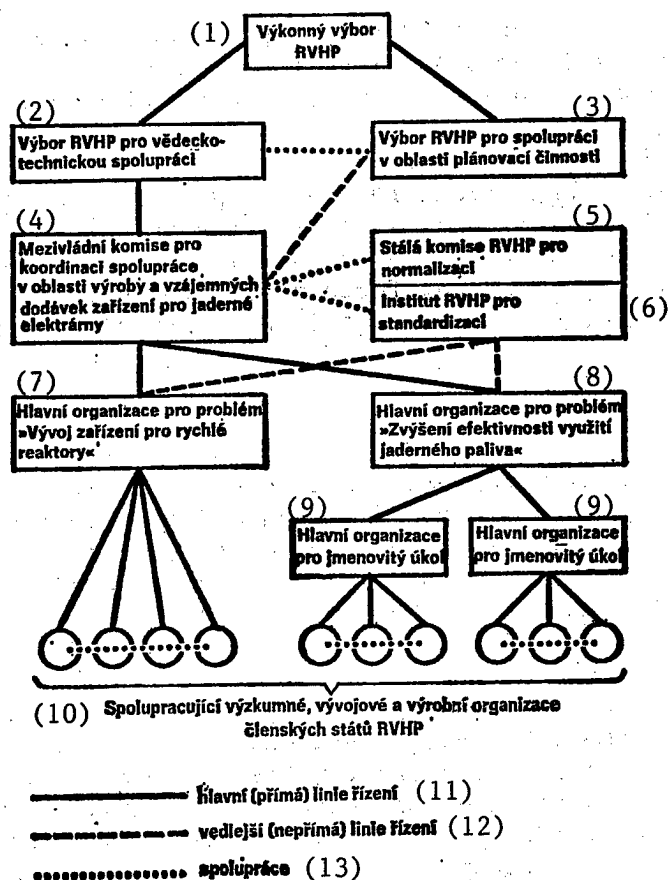 (1) Výkonný výbor
RVHP
(2)
Výbor RVHP pro vědecko-
technickou spolupráci
(3)
Výbor RVHP pro spolupráci
v oblasti plánovací činnosti
(4)
Mezivládní komise pro
koordinaci spolupráce
v oblasti výroby a vzájemných
dodávek zařízení pro jaderné
elektrárny
(5)
Stálá komise RVHP pro
normalizaci
Institut RVHP pro
standardizaci
(6)
(7)
Hlavní organizace pro problém
»Vývoj zařízení pro rychlé
reaktory«
(8)
Hlavní organizace pro problém
»Zvýšení efektivnosti využití
jaderného paliva«
(9)
Hlavní organizace
pro jmenovitý úkol
(9)
Hlavní organizace
pro jmenovitý úkol
(10) Spolupracující výzkumné, vývojové a výrobní organizace
členských států RVHP
hlavní (přímá) linie řízení (11)
vedlejší (nepřímá) linie řízení (12)
spolupráce (13)